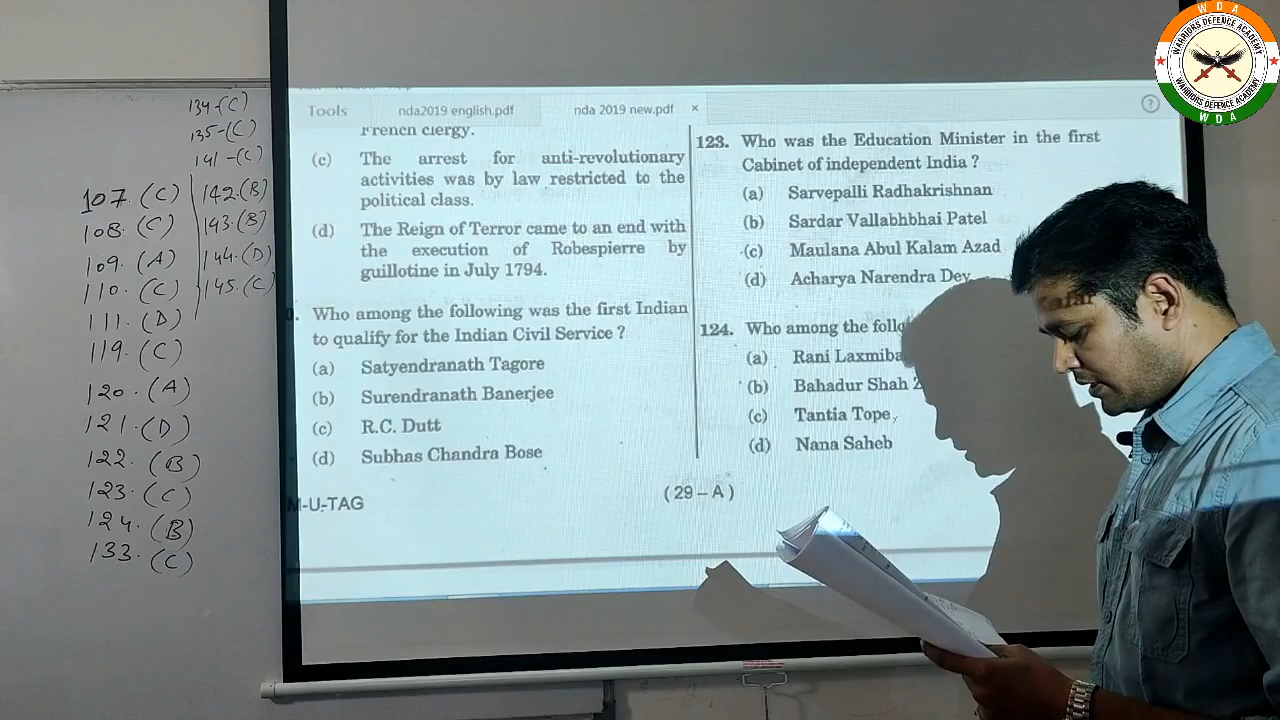 134-(C)
135-(C)
141-(C)
107. (C)
108. (C)
109. (A)
110. (C)
111. (D)
119. (C)
120. (A)
121. (D)
122. (B)
123. (C)
124. (B)
133. (C)
142. (B)
143. (B)
144. (D)
145. (C)
Tools nda2019 english.pdf nda 2019 new.pdf × ?
French clergy.
(c) The arrest for anti-revolutionary
activities was by law restricted to the
political class.
(d) The Reign of Terror came to an end with
the execution of Robespierre by
guillotine in July 1794.
Who among the following was the first Indian
to qualify for the Indian Civil Service ?
(a) Satyendranath Tagore
(b) Surendranath Banerjee
(c) R.C. Dutt
(d) Subhas Chandra Bose
M-U-TAG
123. Who was the Education Minister in the first
Cabinet of independent India ?
(a) Sarvepalli Radhakrishnan
(b) Sardar Vallabhbhai Patel
(c) Maulana Abul Kalam Azad
(d) Acharya Narendra Dev
124. Who among the follo
(a) Rani Laxmiba
(b) Bahadur Shah
(c) Tantia Tope
(d) Nana Saheb
(29 – A)
WDA
WARRIORS DEFENCE ACADEMY
WARRIORS DEFENCE ACADEMY
WDA